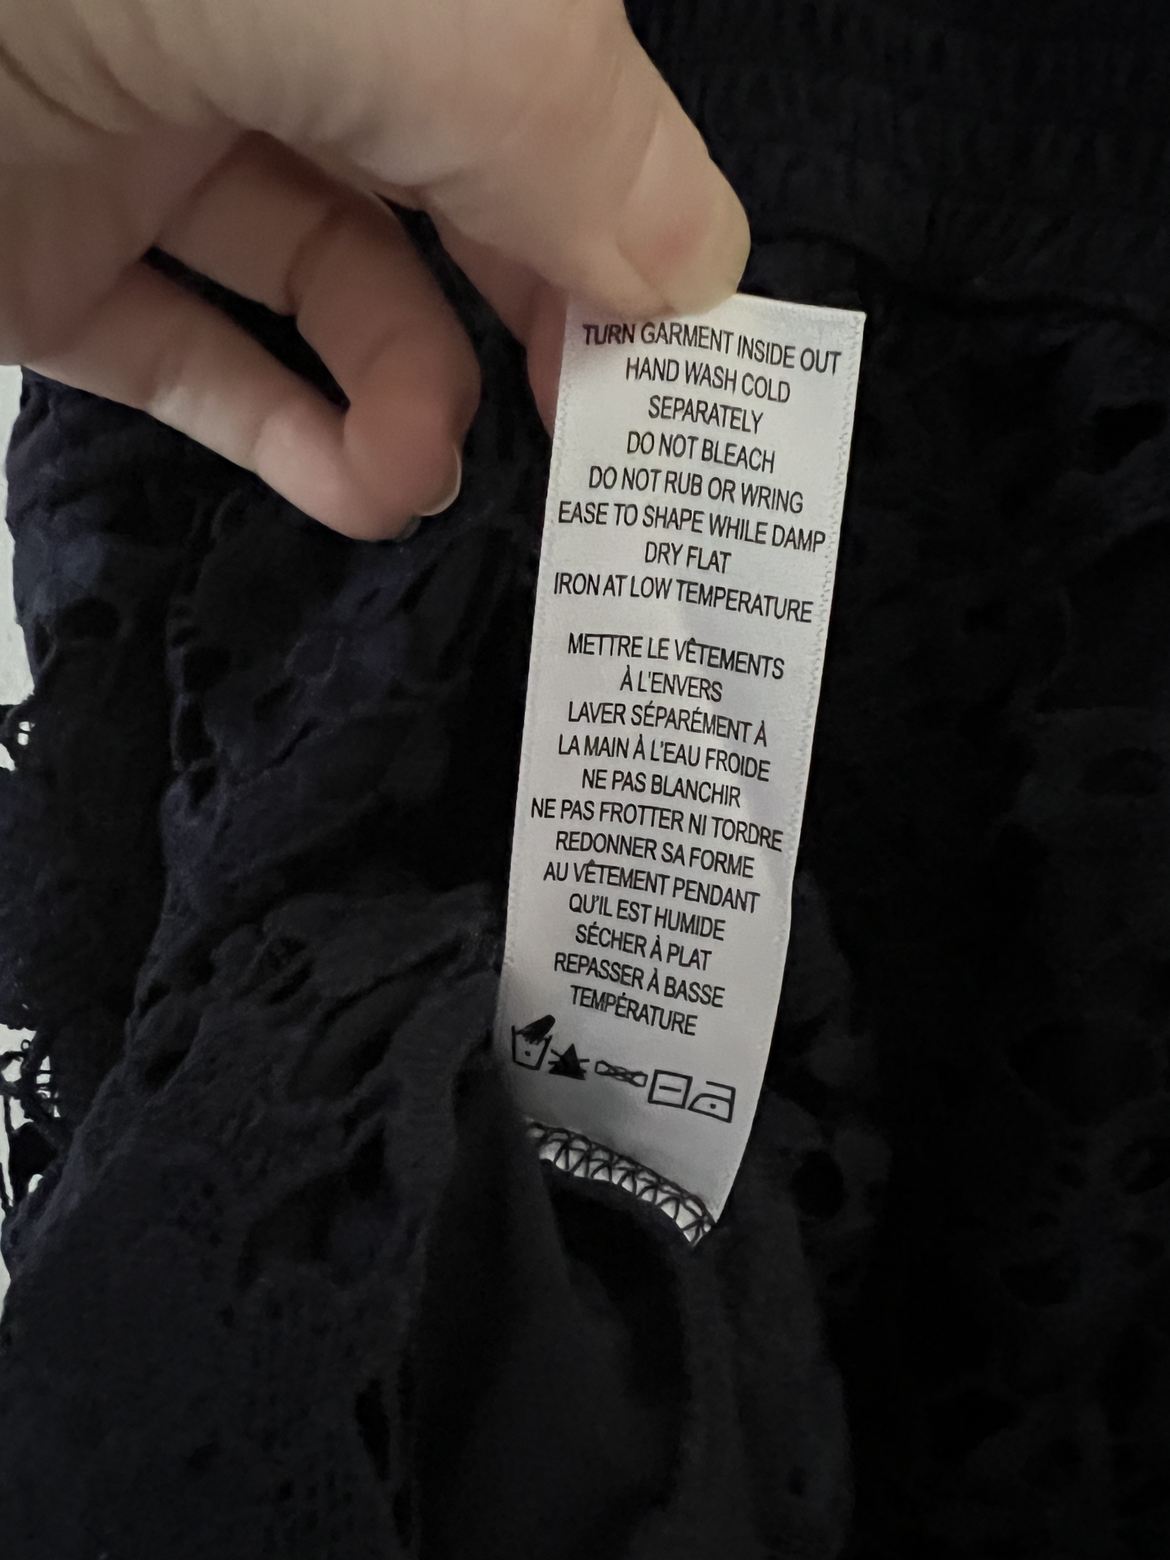 TURN GARMENT INSIDE OUT
HAND WASH COLD
SEPARATELY
DO NOT BLEACH
DO NOT RUB OR WRING
EASE TO SHAPE WHILE DAMP
DRY FLAT
IRON AT LOW TEMPERATURE
METTRE LE VÊTEMENTS
À L'ENVERS
LAVER SÉPARÉMENT À
LA MAIN À L'EAU FROIDE
NE PAS BLANCHIR
NE PAS FROTTER NI TORDRE
REDONNER SA FORME
AU VÊTEMENT PENDANT
QU'IL EST HUMIDE
SÉCHER À PLAT
REPASSER À BASSE
TEMPÉRATURE